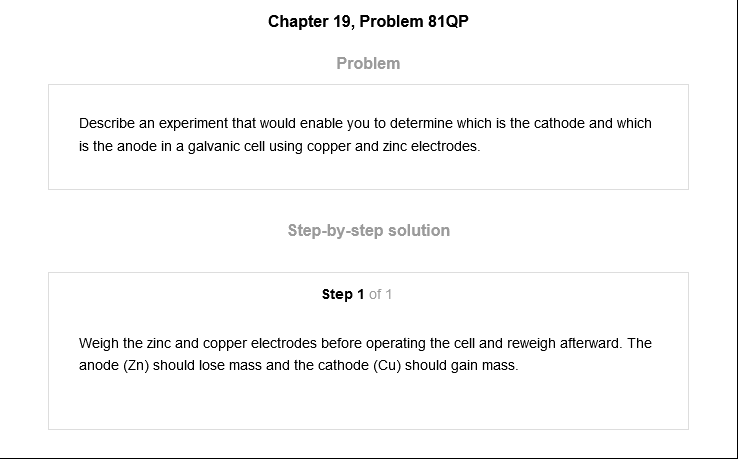 Chapter 19, Problem 81QP
Problem
Describe an experiment that would enable you to determine which is the cathode and which
is the anode in a galvanic cell using copper and zinc electrodes.
Step-by-step solution
Step 1 of 1
Weigh the zinc and copper electrodes before operating the cell and reweigh afterward. The
anode (Zn) should lose mass and the cathode (Cu) should gain mass.